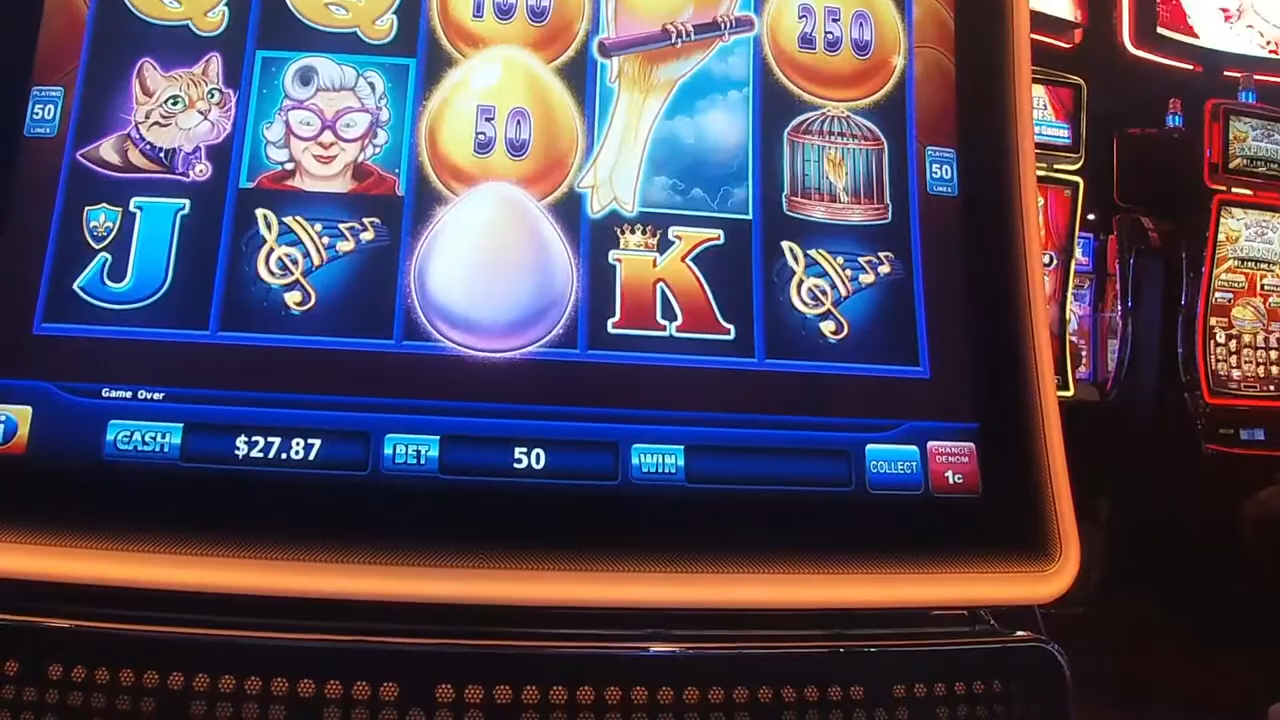 Q
Q
100
250
PLAYING
50
LINES
50
PLAYING
50
LINES
J
K
Game Over
i
CASH
$27.87
BET
50
WIN
COLLECT
CHANGE
DENOM
1c
EXPLOSION